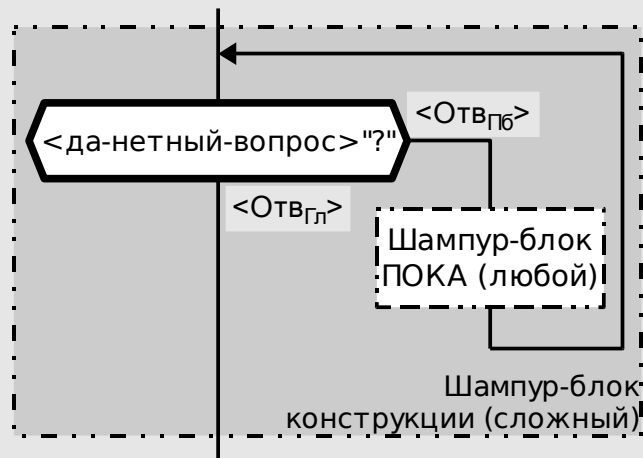 <Отв_Пб>
<да-нетный-вопрос>"?"
<Отв_Гл>
Шампур-блок
ПОКА (любой)
Шампур-блок
конструкции (сложный)